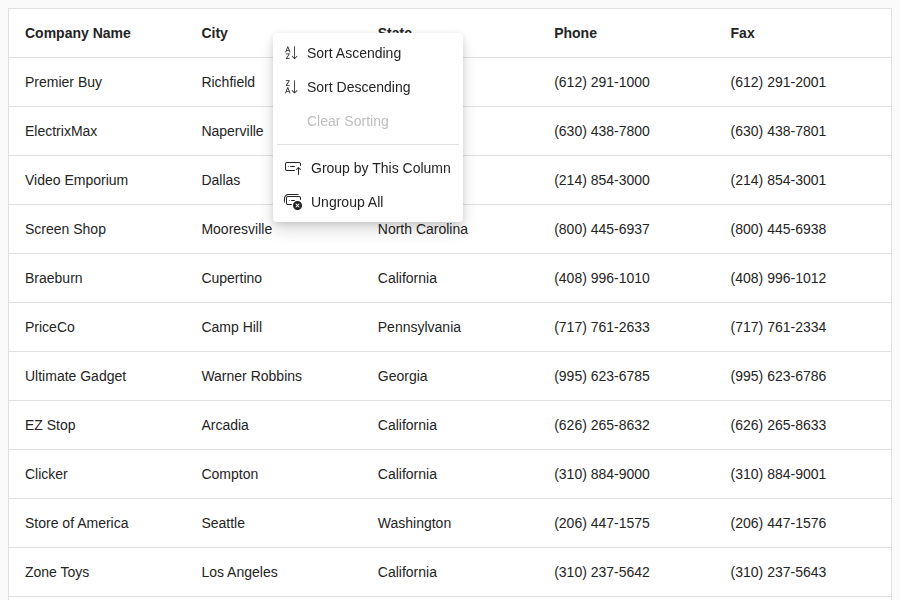 Company Name City State Phone Fax
Sort Ascending
Premier Buy Richfield (612) 291-1000 (612) 291-2001
Sort Descending
Clear Sorting
ElectrixMax Naperville (630) 438-7800 (630) 438-7801
Group by This Column
Video Emporium Dallas (214) 854-3000 (214) 854-3001
Ungroup All
Screen Shop Mooresville North Carolina (800) 445-6937 (800) 445-6938
Braeburn Cupertino California (408) 996-1010 (408) 996-1012
PriceCo Camp Hill Pennsylvania (717) 761-2633 (717) 761-2334
Ultimate Gadget Warner Robbins Georgia (995) 623-6785 (995) 623-6786
EZ Stop Arcadia California (626) 265-8632 (626) 265-8633
Clicker Compton California (310) 884-9000 (310) 884-9001
Store of America Seattle Washington (206) 447-1575 (206) 447-1576
Zone Toys Los Angeles California (310) 237-5642 (310) 237-5643